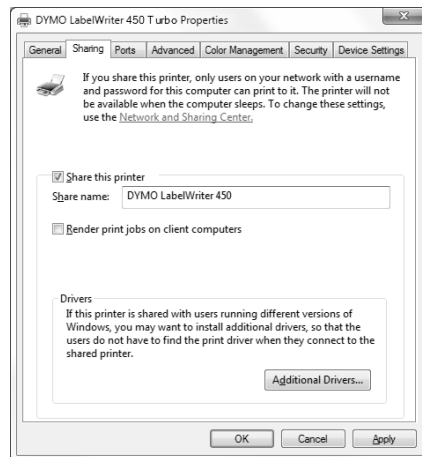 DYMO LabelWriter 450 Turbo Properties
General Sharing Ports Advanced Color Management Security Device Settings
If you share this printer, only users on your network with a username
and password for this computer can print to it. The printer will not
be available when the computer sleeps. To change these settings,
use the Network and Sharing Center.
Share this printer
Share name: DYMO LabelWriter 450
Render print jobs on client computers
Drivers
If this printer is shared with users running different versions of
Windows, you may want to install additional drivers, so that the
users do not have to find the print driver when they connect to the
shared printer.
Additional Drivers...
OK Cancel Apply